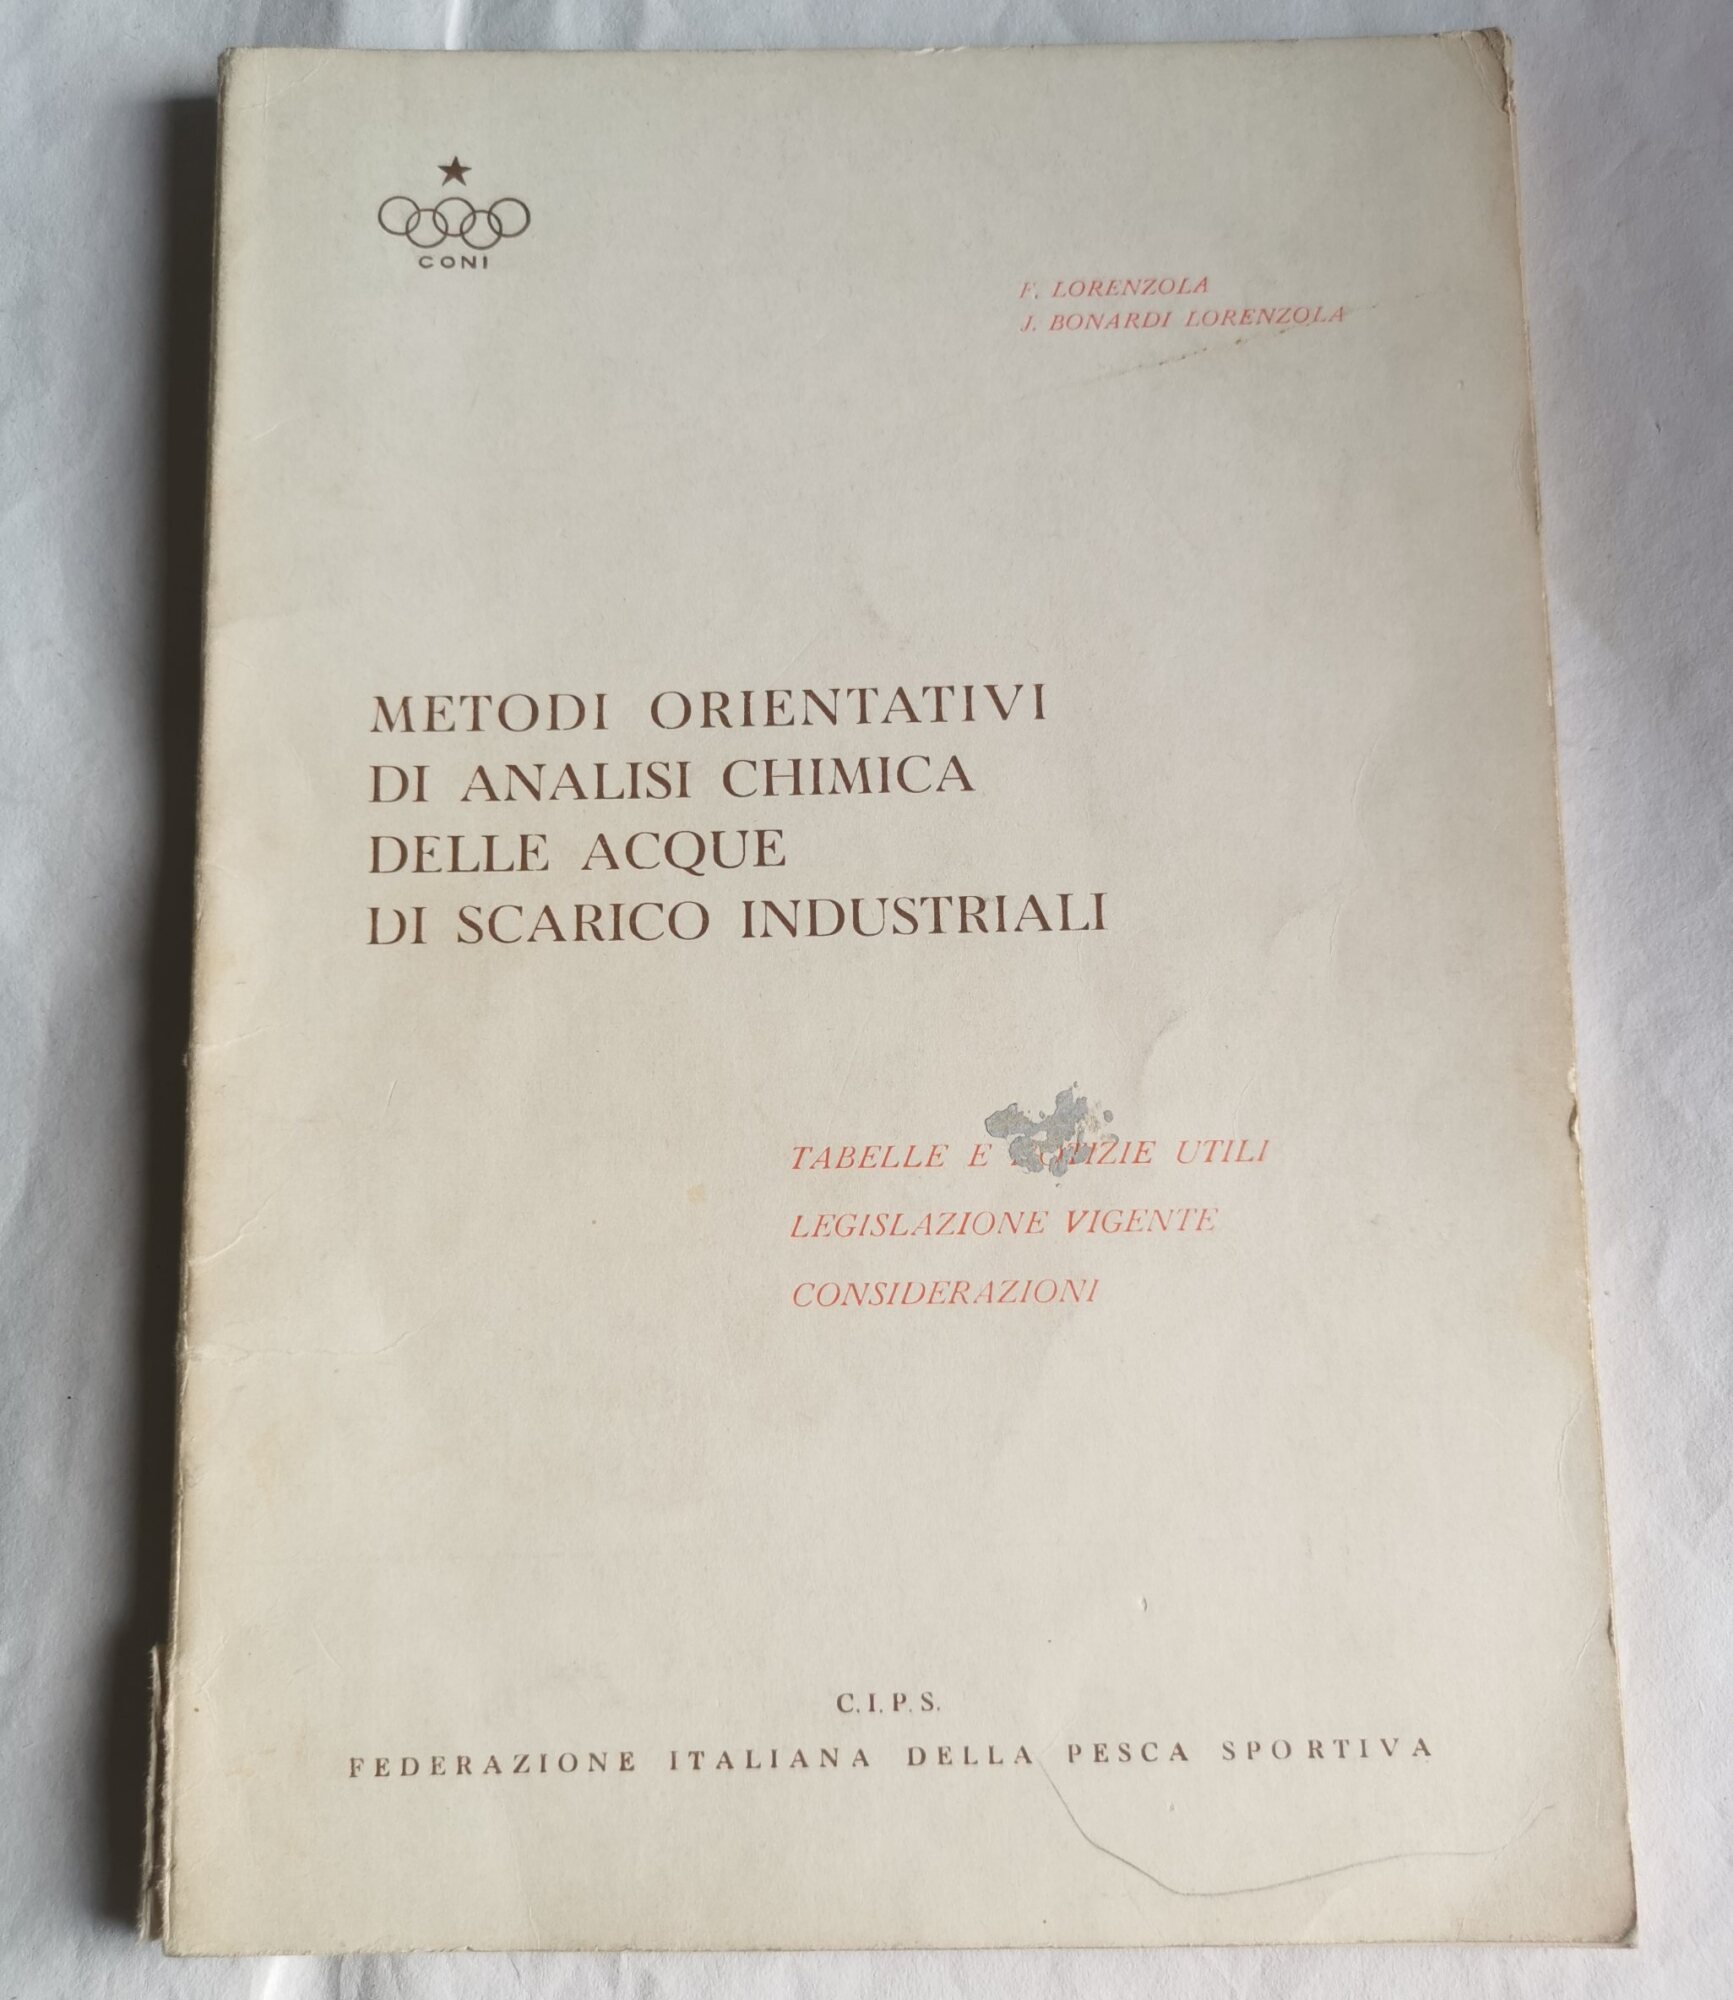 CONI
F. LORENZOLA
J. BONARDI LORENZOLA
METODI ORIENTATIVI
DI ANALISI CHIMICA
DELLE ACQUE
DI SCARICO INDUSTRIALI
TABELLE E NOTIZIE UTILI
LEGISLAZIONE VIGENTE
CONSIDERAZIONI
C.I.P.S.
FEDERAZIONE ITALIANA DELLA PESCA SPORTIVA